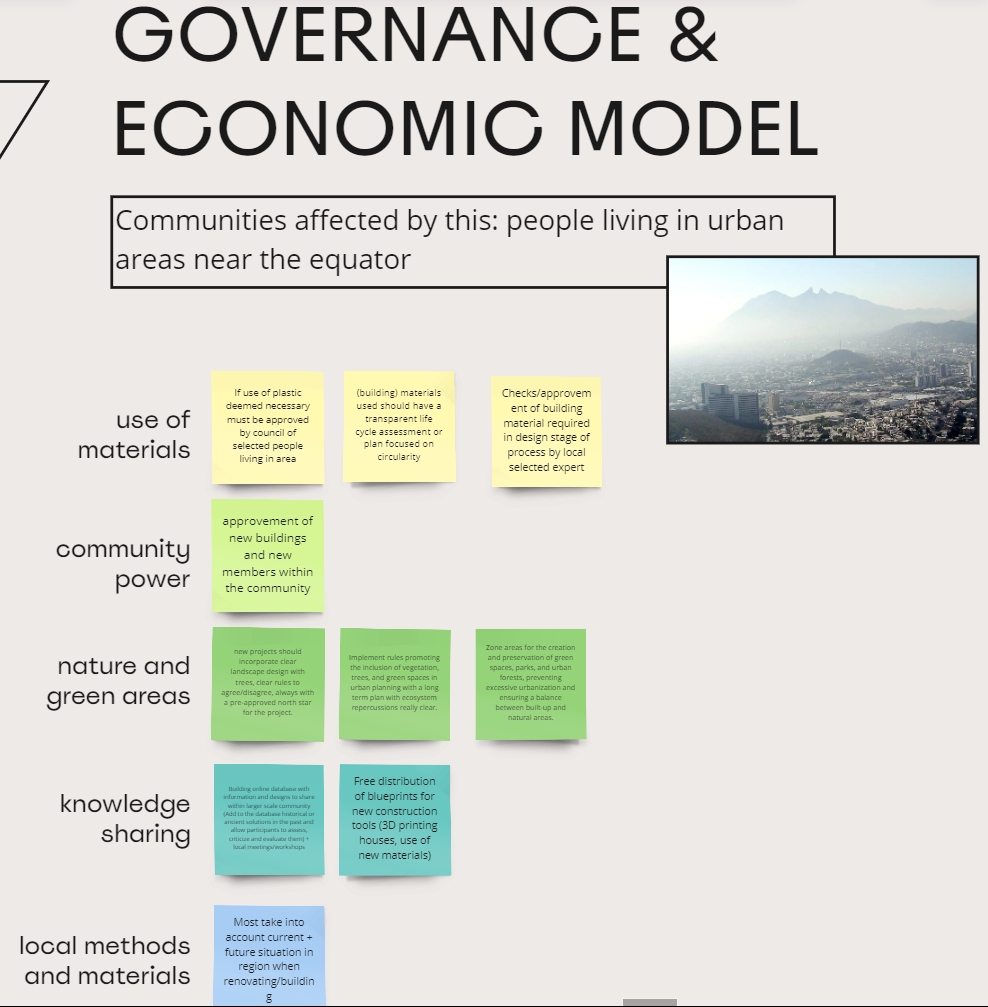 GOVERNANCE &
ECONOMIC MODEL
Communities affected by this: people living in urban
areas near the equator
use of
materials
If use of plastic
deemed necessary
must be approved
by council of
selected people
living in area
(building) materials
used should have a
transparent life
cycle assessment or
plan focused on
circularity
Checks/approvem
ent of building
material required
in design stage of
process by local
selected expert
community
power
approvement of
new buildings
and new
members within
the community
nature and
green areas
new projects should
incorporate clear
landscape design with
trees, clear rules to
agree/disagree, always with
a pre-approved north star
for the project.
Implement rules promoting
the inclusion of vegetation,
trees, and green spaces in
urban planning with a long
term plan with ecosystem
repercussions really clear.
Zone areas for the creation
and preservation of green
spaces, parks, and urban
forests, preventing
excessive urbanization and
ensuring a balance
between built-up and
natural areas.
knowledge
sharing
Building online database with
information and designs to share
within larger scale community
(Add to the database historical or
ancient solutions in the past and
allow participants to assess,
criticize and evaluate them) +
local meetings/workshops
Free distribution
of blueprints for
new construction
tools (3D printing
houses, use of
new materials)
local methods
and materials
Most take into
account current +
future situation in
region when
renovating/buildin
g